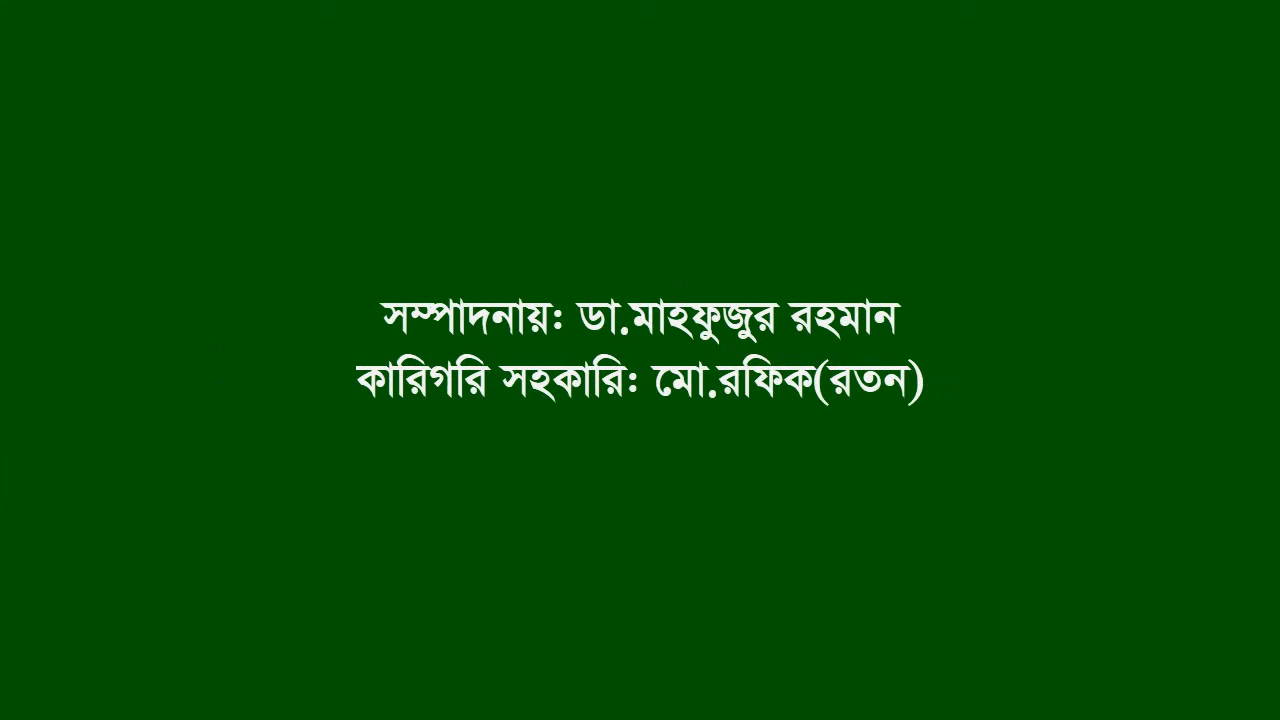 সম্পাদনায়: ডা.মাহফুজুর রহমান
কারিগরি সহকারি: মো.রফিক(রতন)